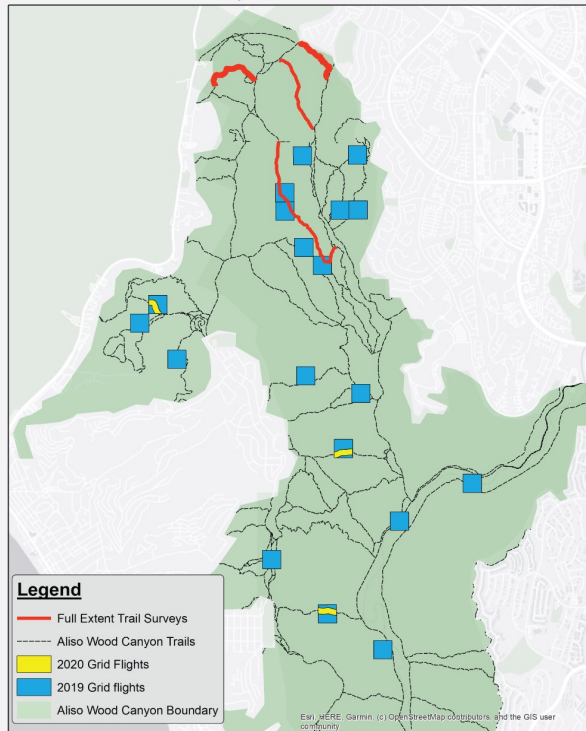 Legend
Full Extent Trail Surveys
Aliso Wood Canyon Trails
2020 Grid Flights
2019 Grid flights
Aliso Wood Canyon Boundary
Esri, HERE, Garmin, (c) OpenStreetMap contributors, and the GIS user
community